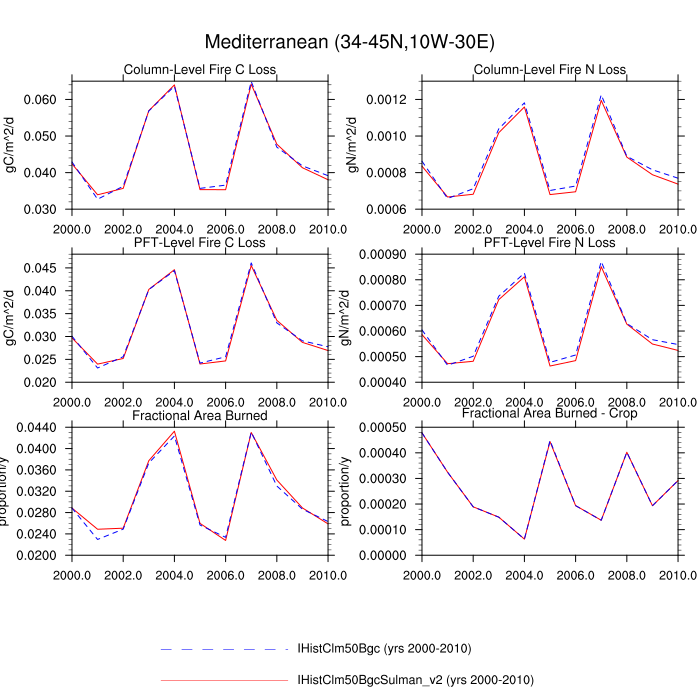 Mediterranean (34-45N,10W-30E)
Column-Level Fire C Loss
gC/m^2/d
0.060
0.050
0.040
0.030
2000.0 2002.0 2004.0 2006.0 2008.0 2010.0
Column-Level Fire N Loss
gN/m^2/d
0.0012
0.0010
0.0008
0.0006
2000.0 2002.0 2004.0 2006.0 2008.0 2010.0
PFT-Level Fire C Loss
gC/m^2/d
0.045
0.040
0.035
0.030
0.025
0.020
2000.0 2002.0 2004.0 2006.0 2008.0 2010.0
PFT-Level Fire N Loss
gN/m^2/d
0.00090
0.00080
0.00070
0.00060
0.00050
0.00040
2000.0 2002.0 2004.0 2006.0 2008.0 2010.0
Fractional Area Burned
proportion/y
0.0440
0.0400
0.0360
0.0320
0.0280
0.0240
0.0200
2000.0 2002.0 2004.0 2006.0 2008.0 2010.0
Fractional Area Burned - Crop
proportion/y
0.00050
0.00040
0.00030
0.00020
0.00010
0.00000
2000.0 2002.0 2004.0 2006.0 2008.0 2010.0
IHistClm50Bgc (yrs 2000-2010)
IHistClm50BgcSulman_v2 (yrs 2000-2010)